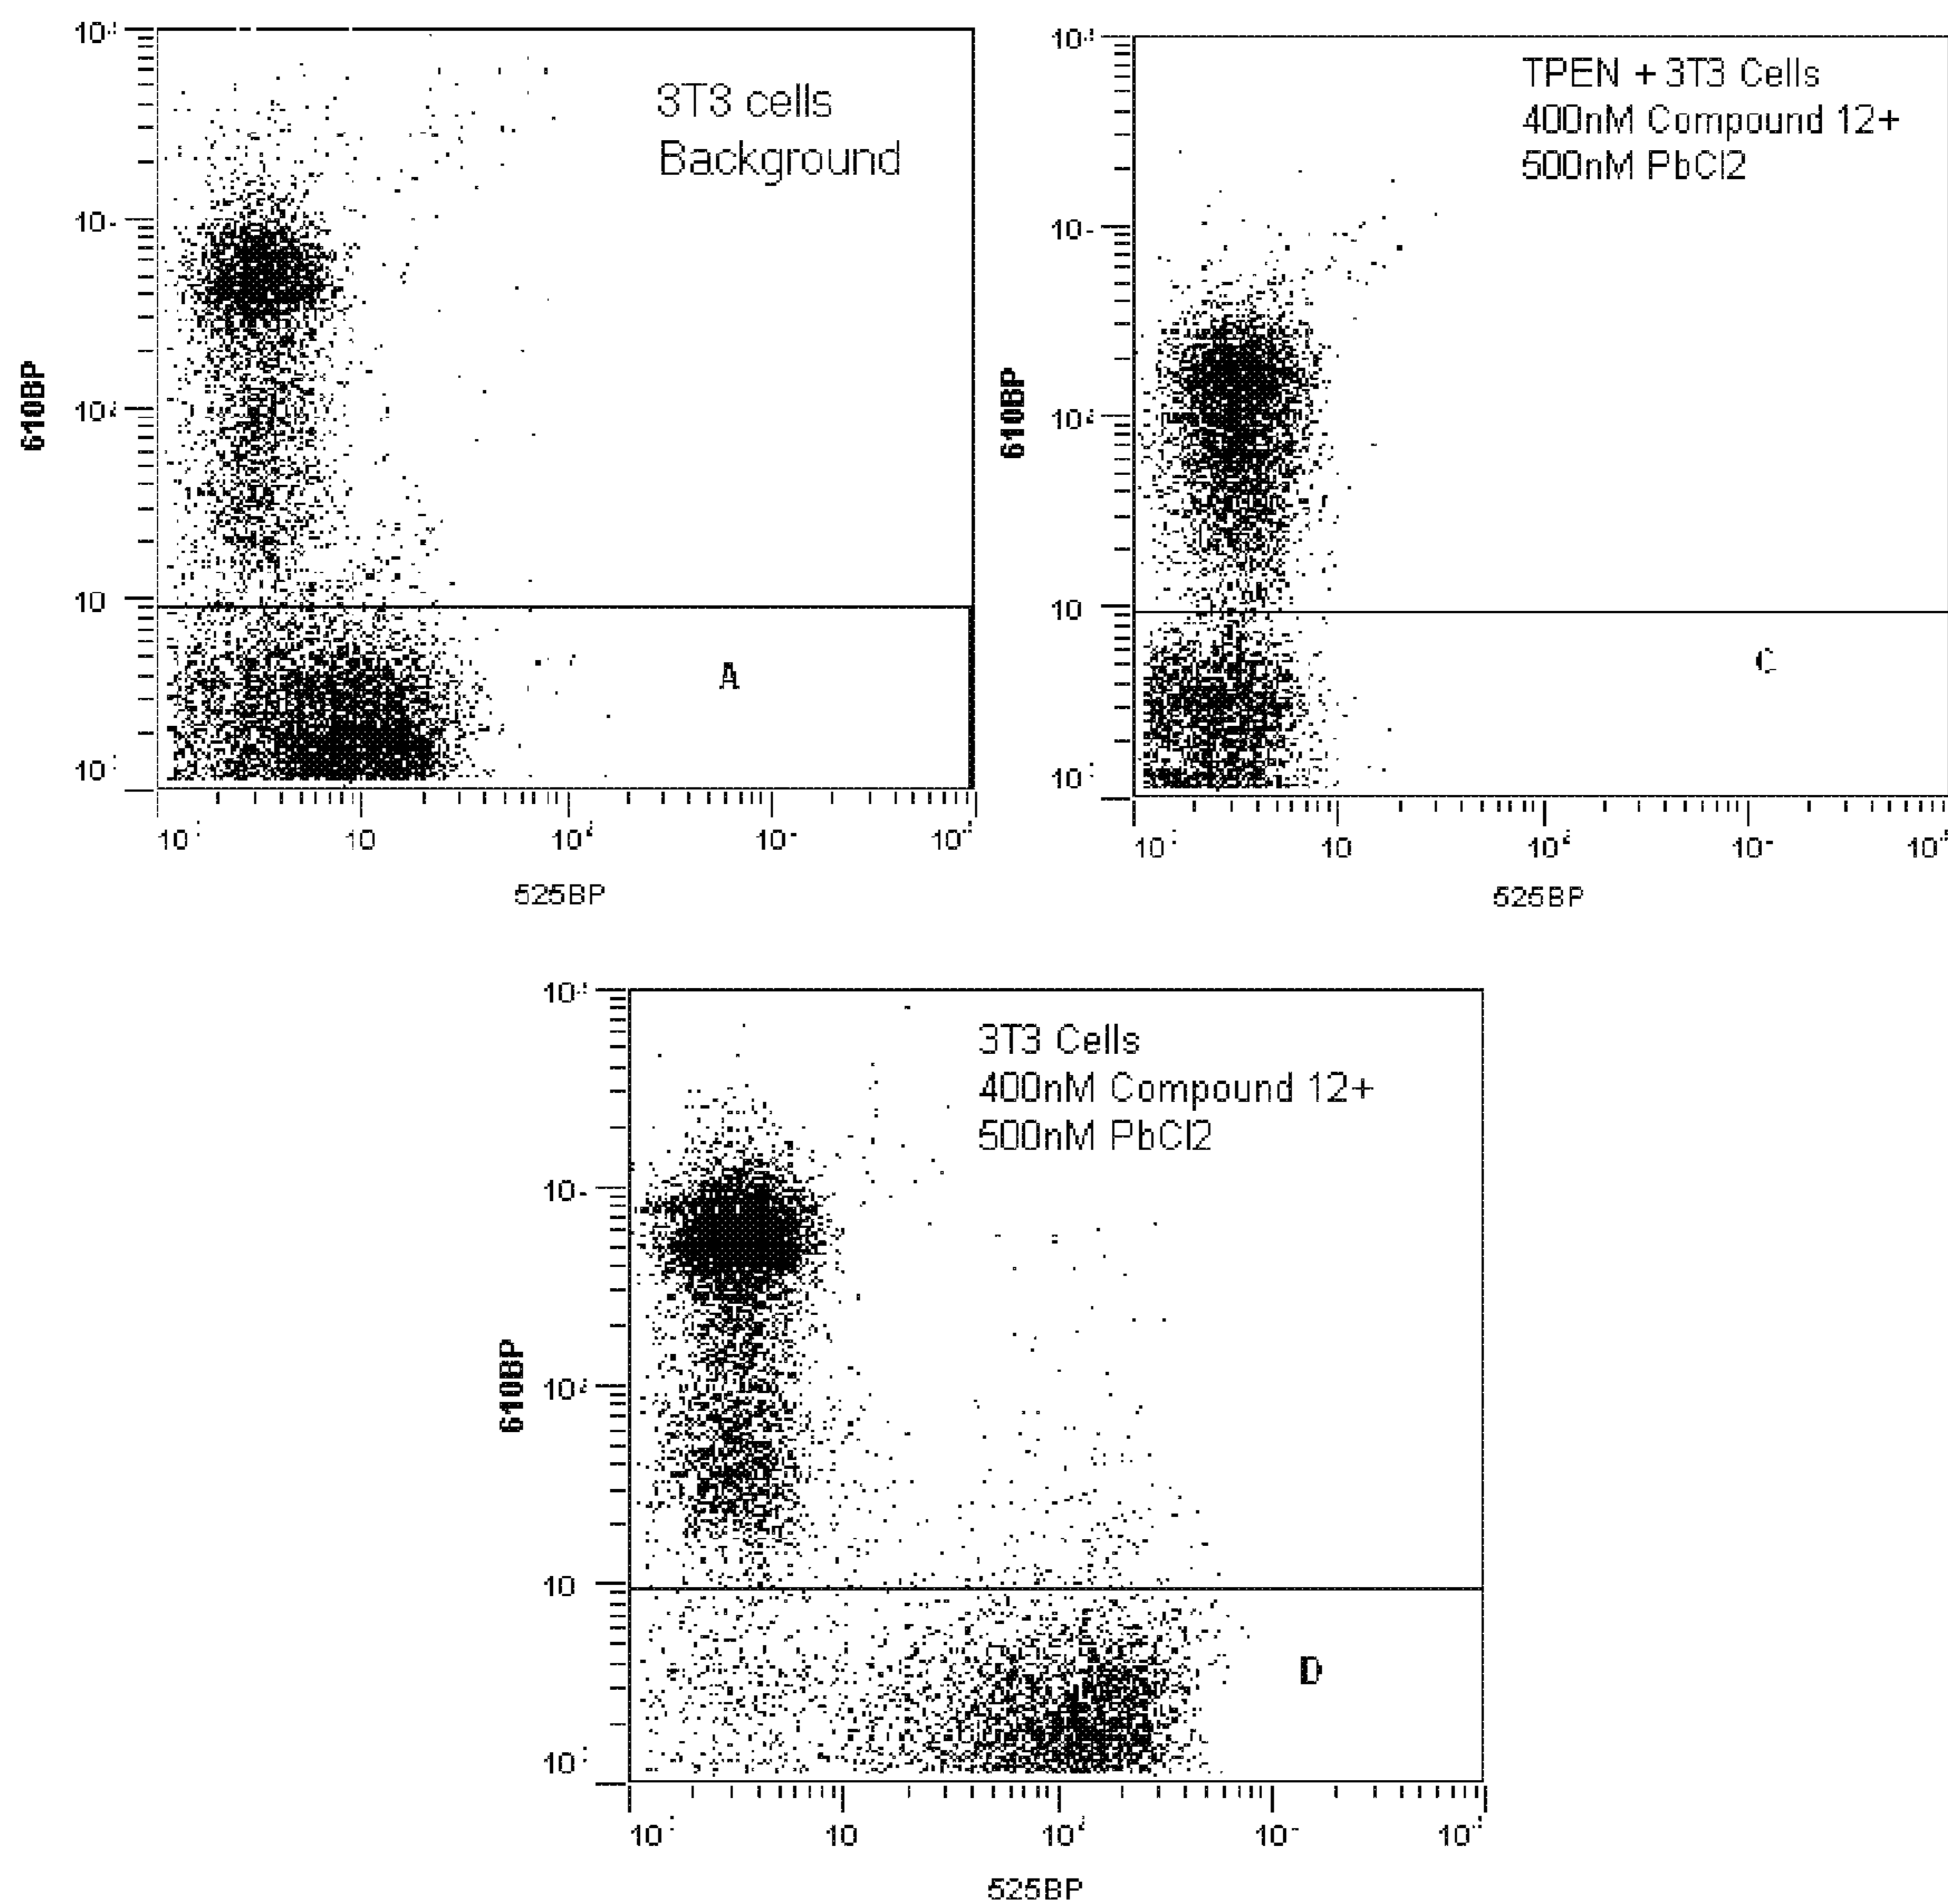 3T3 cells
Background
610BP
A
10
10
525BP
TPEN + 3T3 Cells
400nM Compound 12+
500nM PbCl2
610BP
C
10
10
525BP
3T3 Cells
400nM Compound 12+
500nM PbCl2
610BP
D
10
10
525BP